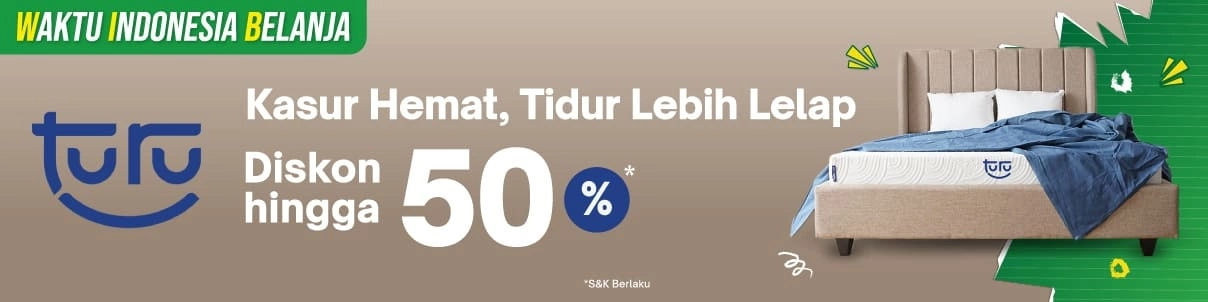 WAKTU INDONESIA BELANJA
turu
Kasur Hemat, Tidur Lebih Lelap
Diskon
hingga
50%*
turu
*S&K Berlaku